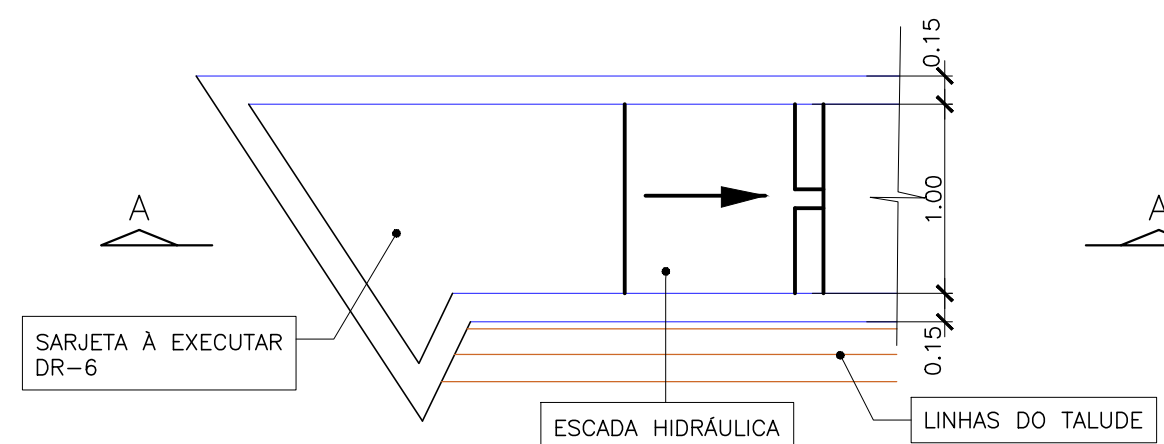 0.15
A
1.00
A
SARJETA À EXECUTAR
DR-6
0.15
ESCADA HIDRÁULICA
LINHAS DO TALUDE